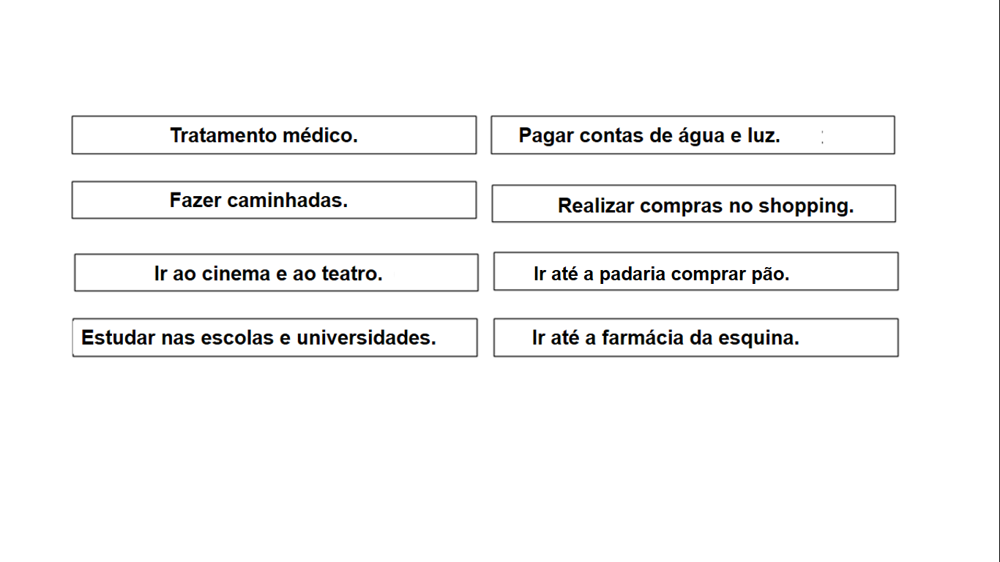 Tratamento médico.
Pagar contas de água e luz.
Fazer caminhadas.
Realizar compras no shopping.
Ir ao cinema e ao teatro.
Ir até a padaria comprar pão.
Estudar nas escolas e universidades.
Ir até a farmácia da esquina.